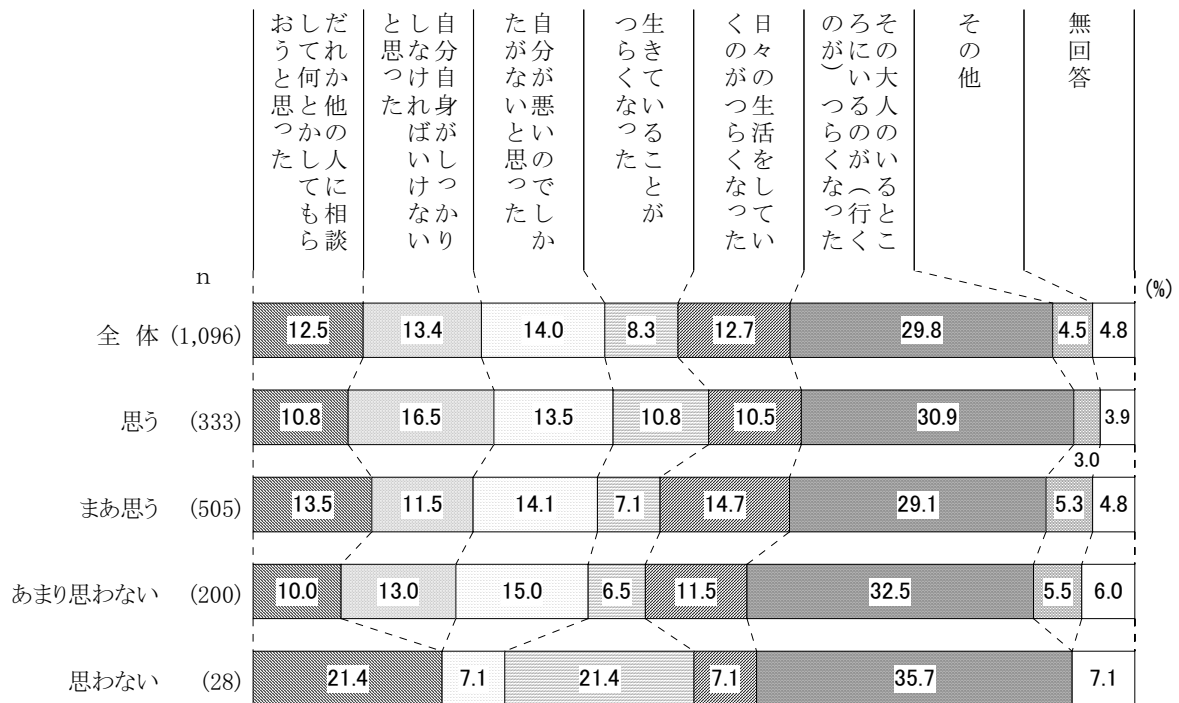 だれか他の人に相談
して何とかしてもら
おうと思った
自分自身がしっかり
しなければいけない
と思った
自分が悪いのでしか
たがないと思った
生きていることが
つらくなった
日々の生活をしてい
くのがつらくなった
その大人のいるとこ
ろにいるのが（行く
のが）つらくなった
その他
無回答
n
(%)
全 体 (1,096) 12.5 13.4 14.0 8.3 12.7 29.8 4.5 4.8
思う (333) 10.8 16.5 13.5 10.8 10.5 30.9 3.9
3.0
まあ思う (505) 13.5 11.5 14.1 7.1 14.7 29.1 5.3 4.8
あまり思わない (200) 10.0 13.0 15.0 6.5 11.5 32.5 5.5 6.0
思わない (28) 21.4 7.1 21.4 7.1 35.7 7.1